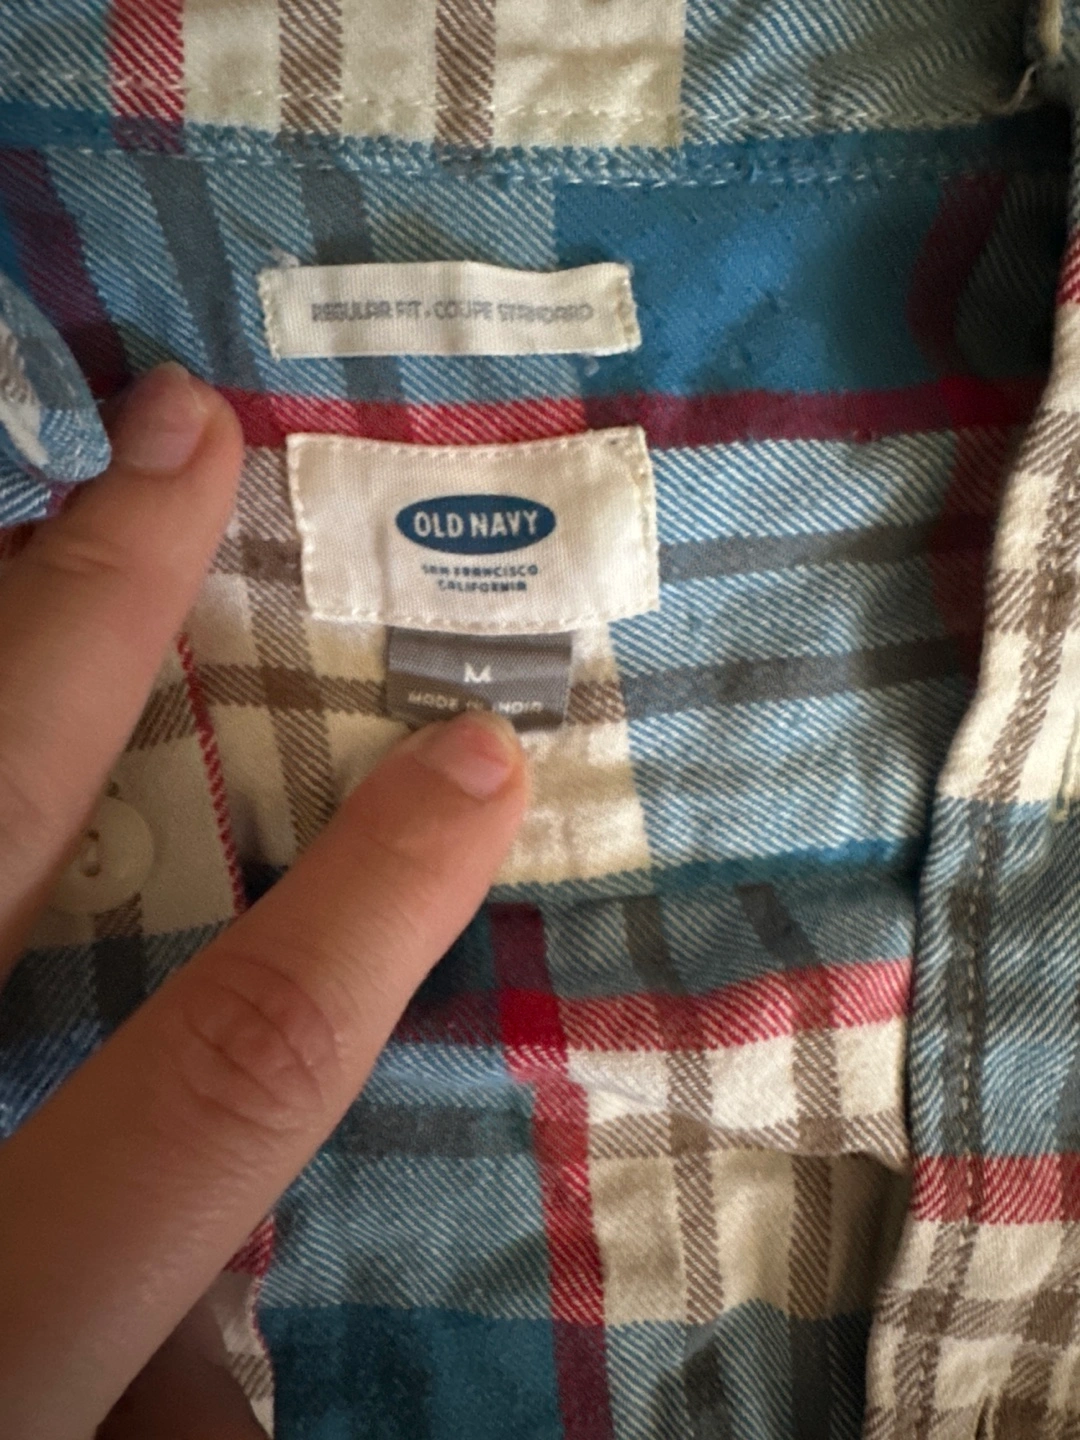 REGULAR FIT · COUPE STANDARD
OLD NAVY
SAN FRANCISCO
CALIFORNIA
M
MADE IN INDIA